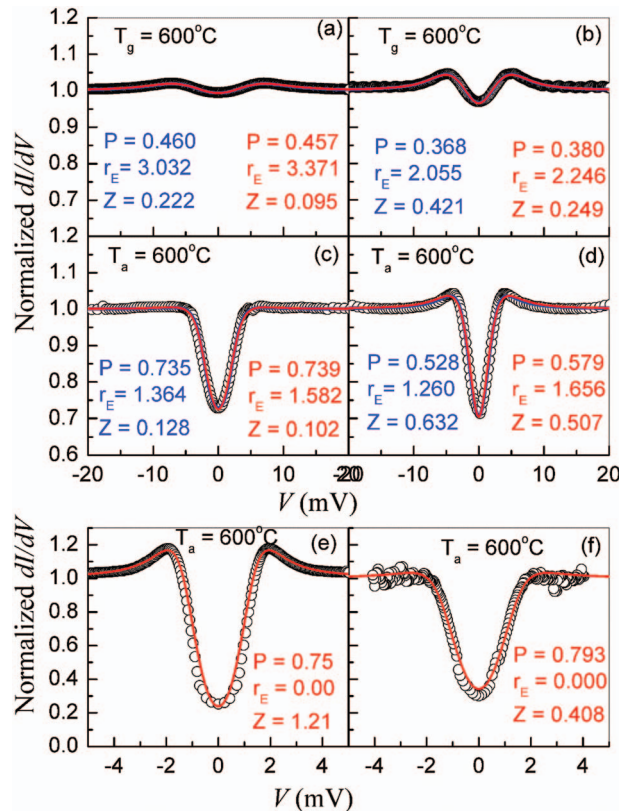 1.2
1.1
1.0
0.9
0.8
0.7
1.2
1.1
1.0
0.9
0.8
0.7
0.6
Normalized dI/dV
T_g = 600°C
(a)
P = 0.460
r_E = 3.032
Z = 0.222
P = 0.457
r_E = 3.371
Z = 0.095
T_g = 600°C
(b)
P = 0.368
r_E = 2.055
Z = 0.421
P = 0.380
r_E = 2.246
Z = 0.249
T_a = 600°C
(c)
P = 0.735
r_E = 1.364
Z = 0.128
P = 0.739
r_E = 1.582
Z = 0.102
T_a = 600°C
(d)
P = 0.528
r_E = 1.260
Z = 0.632
P = 0.579
r_E = 1.656
Z = 0.507
-20 -10 0 10 20 -20 -10 0 10 20
V (mV)
1.2
1.0
0.8
0.6
0.4
0.2
0.0
Normalized dI/dV
T_a = 600°C
(e)
P = 0.75
r_E = 0.00
Z = 1.21
T_a = 600°C
(f)
P = 0.793
r_E = 0.000
Z = 0.408
-4 -2 0 2 4 -4 -2 0 2 4
V (mV)